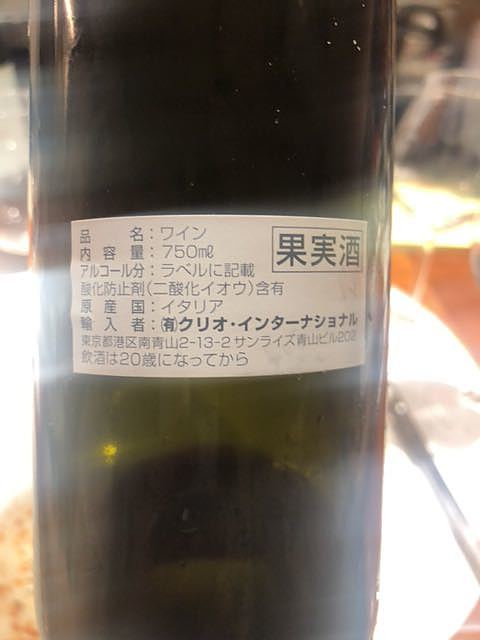 品名：ワイン
果実酒
内容量：750㎖
アルコール分：ラベルに記載
酸化防止剤(二酸化イオウ)含有
原産国：イタリア
輸入者：㈲クリオ・インターナショナル
東京都港区南青山2-13-2サンライズ青山ビル202
飲酒は20歳になってから